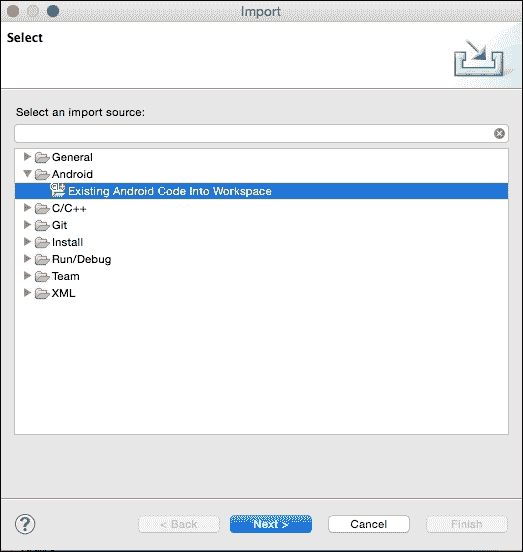 Import
Select
Select an import source:
General
Android
Existing Android Code Into Workspace
C/C++
Git
Install
Run/Debug
Team
XML
?
< Back
Next >
Cancel
Finish